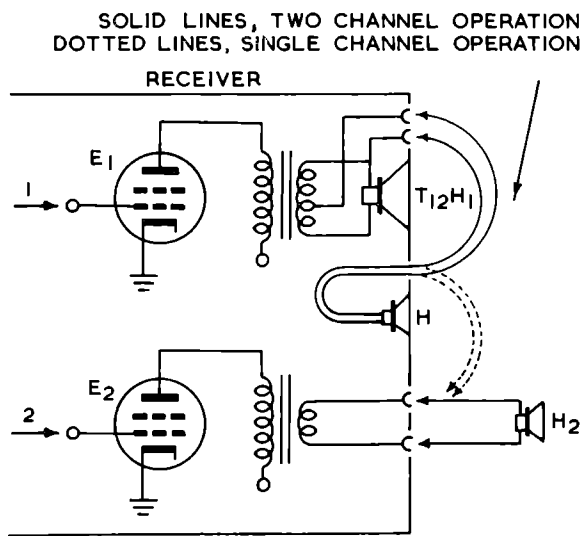 SOLID LINES, TWO CHANNEL OPERATION
DOTTED LINES, SINGLE CHANNEL OPERATION
RECEIVER
E1
1
T12H1
H
E2
2
H2